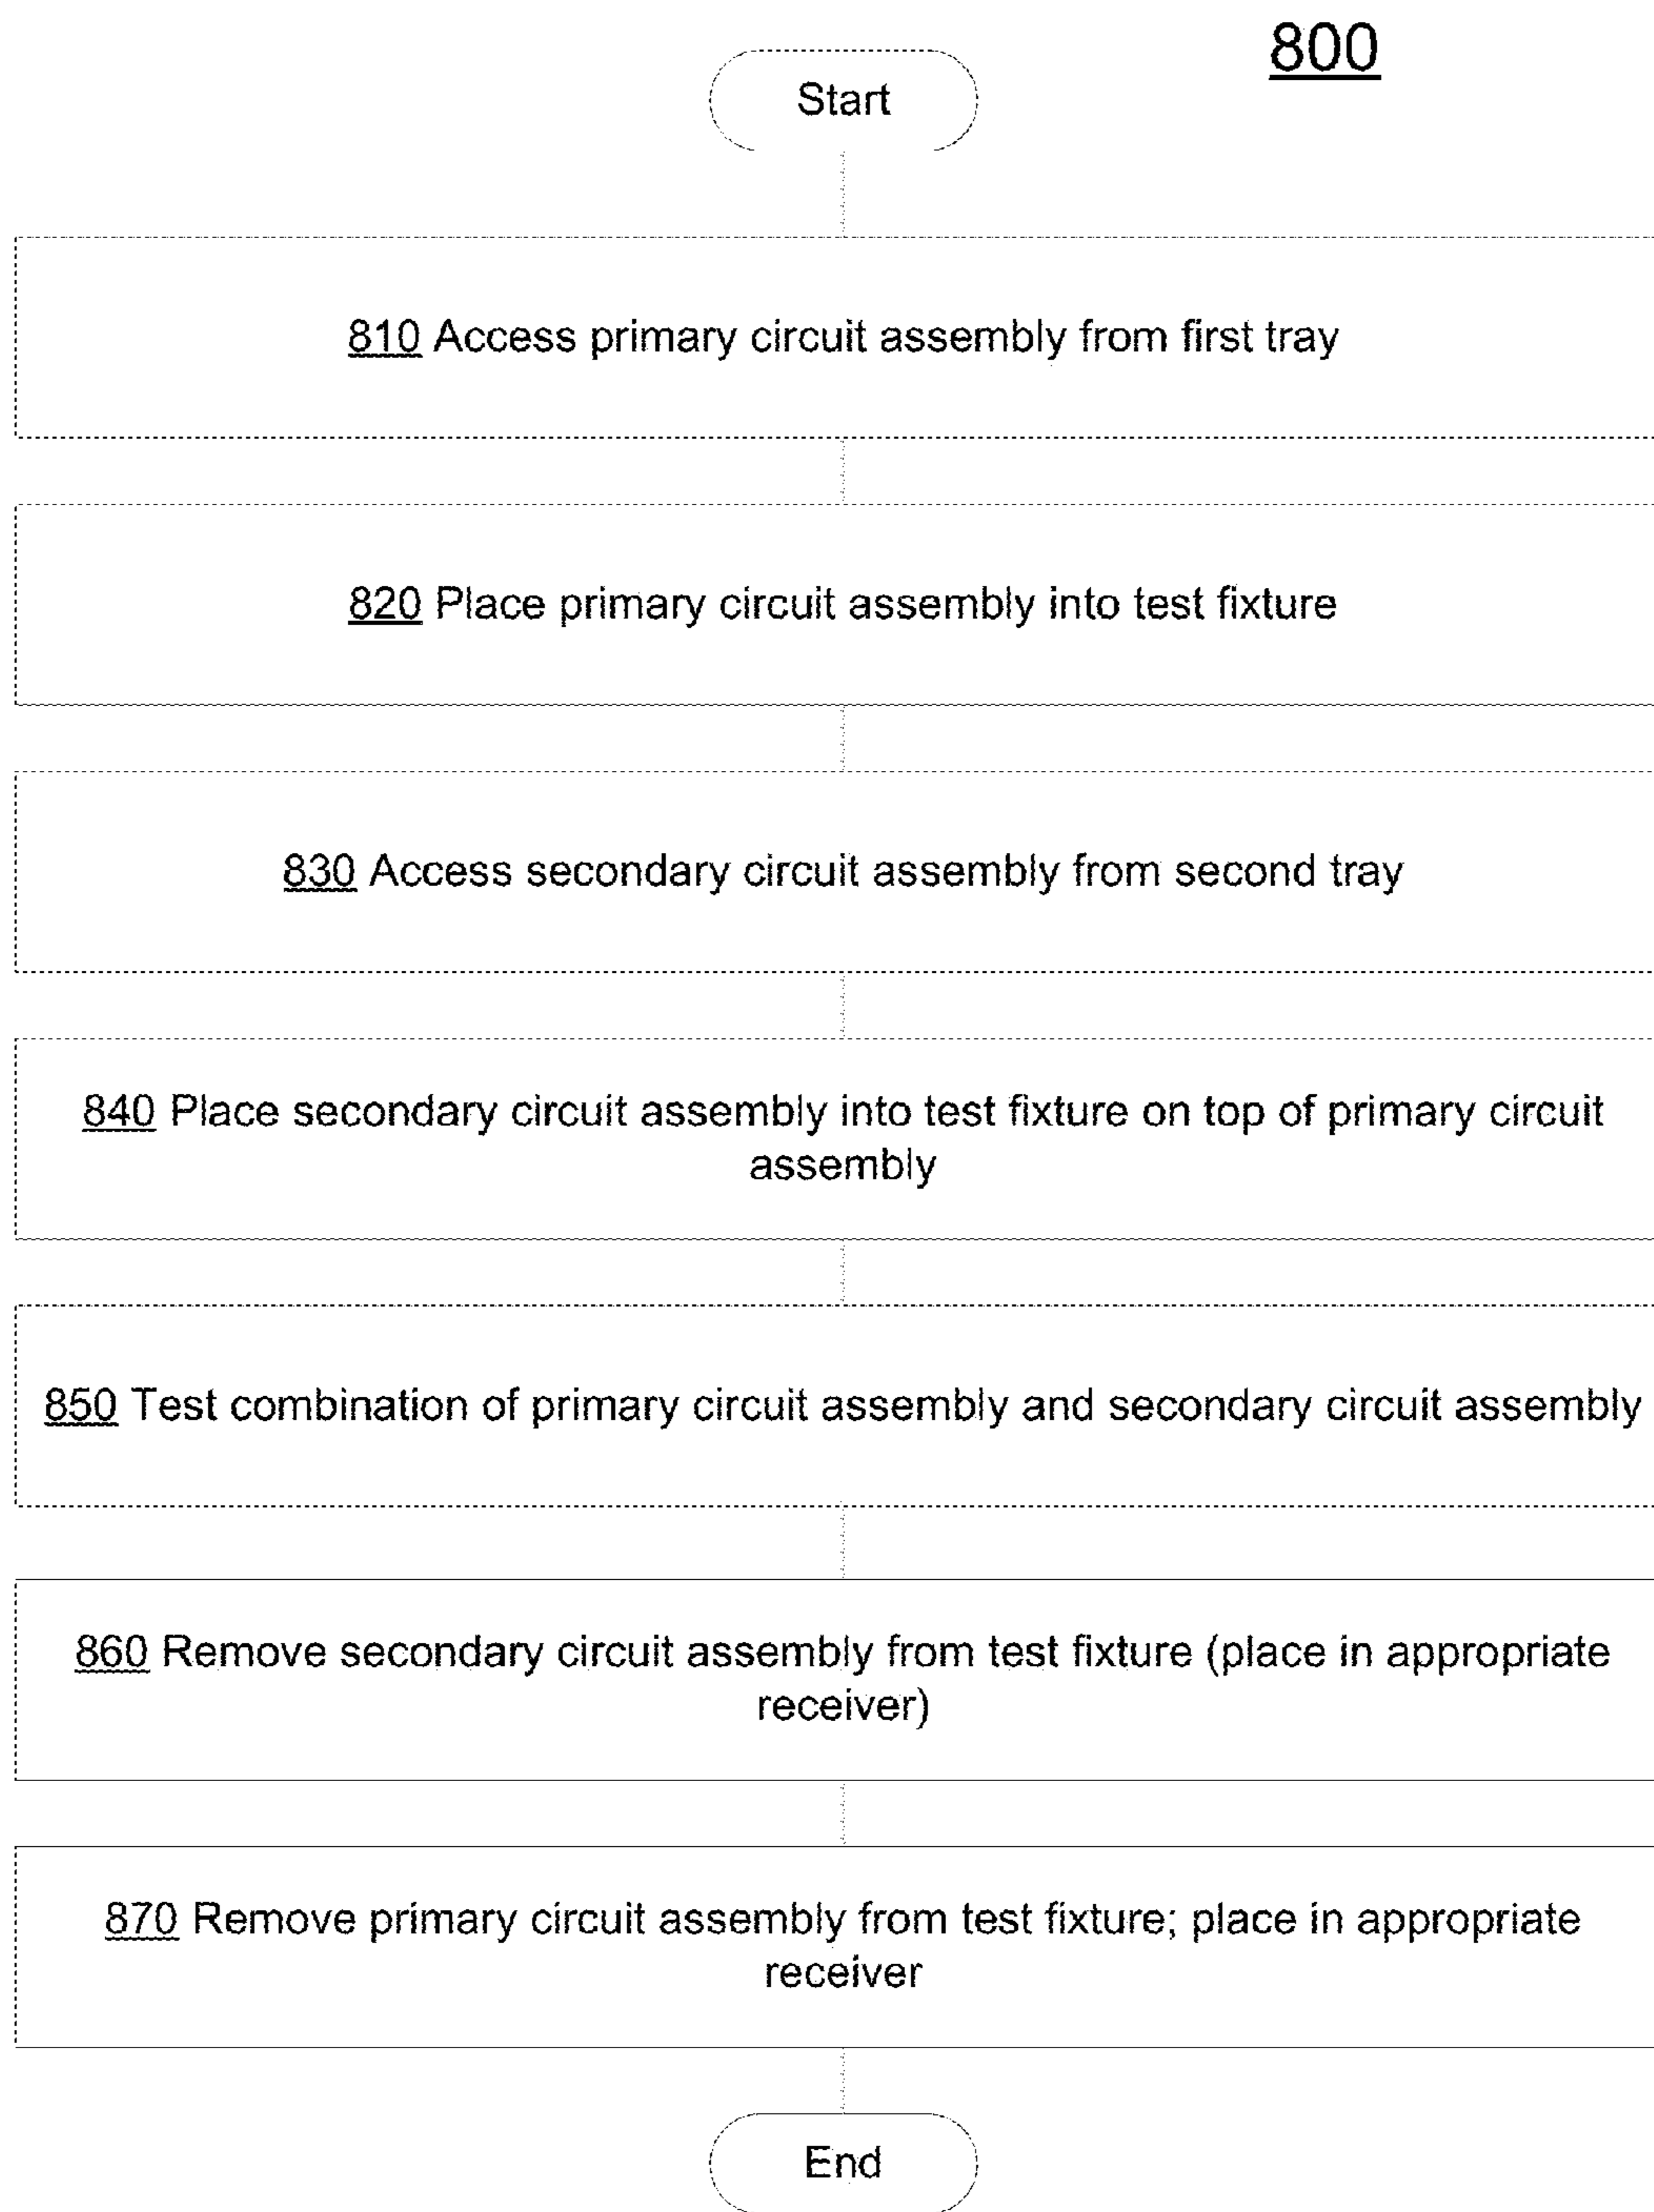 800
Start
810 Access primary circuit assembly from first tray
820 Place primary circuit assembly into test fixture
830 Access secondary circuit assembly from second tray
840 Place secondary circuit assembly into test fixture on top of primary circuit
assembly
850 Test combination of primary circuit assembly and secondary circuit assembly
860 Remove secondary circuit assembly from test fixture (place in appropriate
receiver)
870 Remove primary circuit assembly from test fixture; place in appropriate
receiver
End